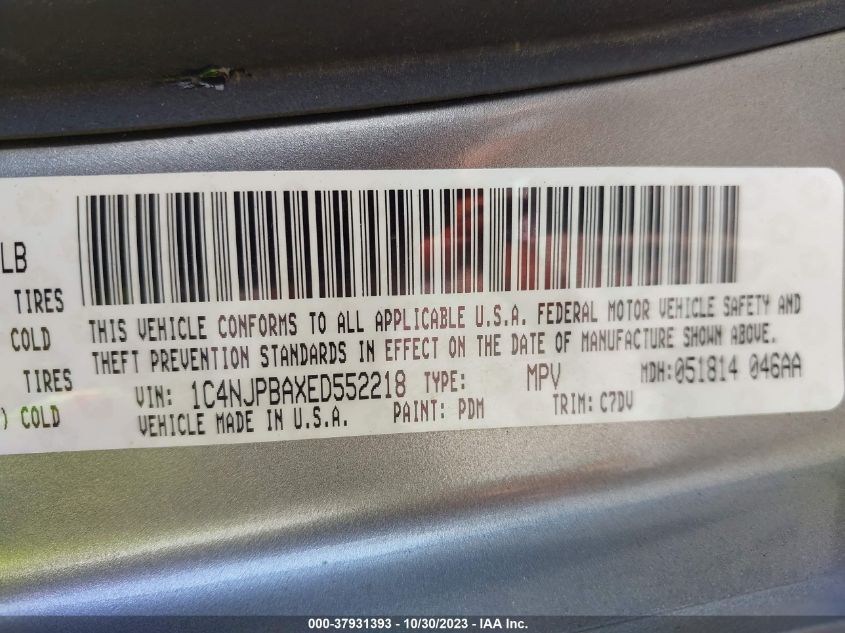 LB
TIRES
COLD
TIRES
) COLD
THIS VEHICLE CONFORMS TO ALL APPLICABLE U.S.A. FEDERAL MOTOR VEHICLE SAFETY AND
THEFT PREVENTION STANDARDS IN EFFECT ON THE DATE OF MANUFACTURE SHOWN ABOVE.
VIN: 1C4NJPBAXED552218 TYPE: MPV MDH:051814 046AA
VEHICLE MADE IN U.S.A. PAINT: PDM TRIM: C7DV
000-37931393 - 10/30/2023 - IAA Inc.